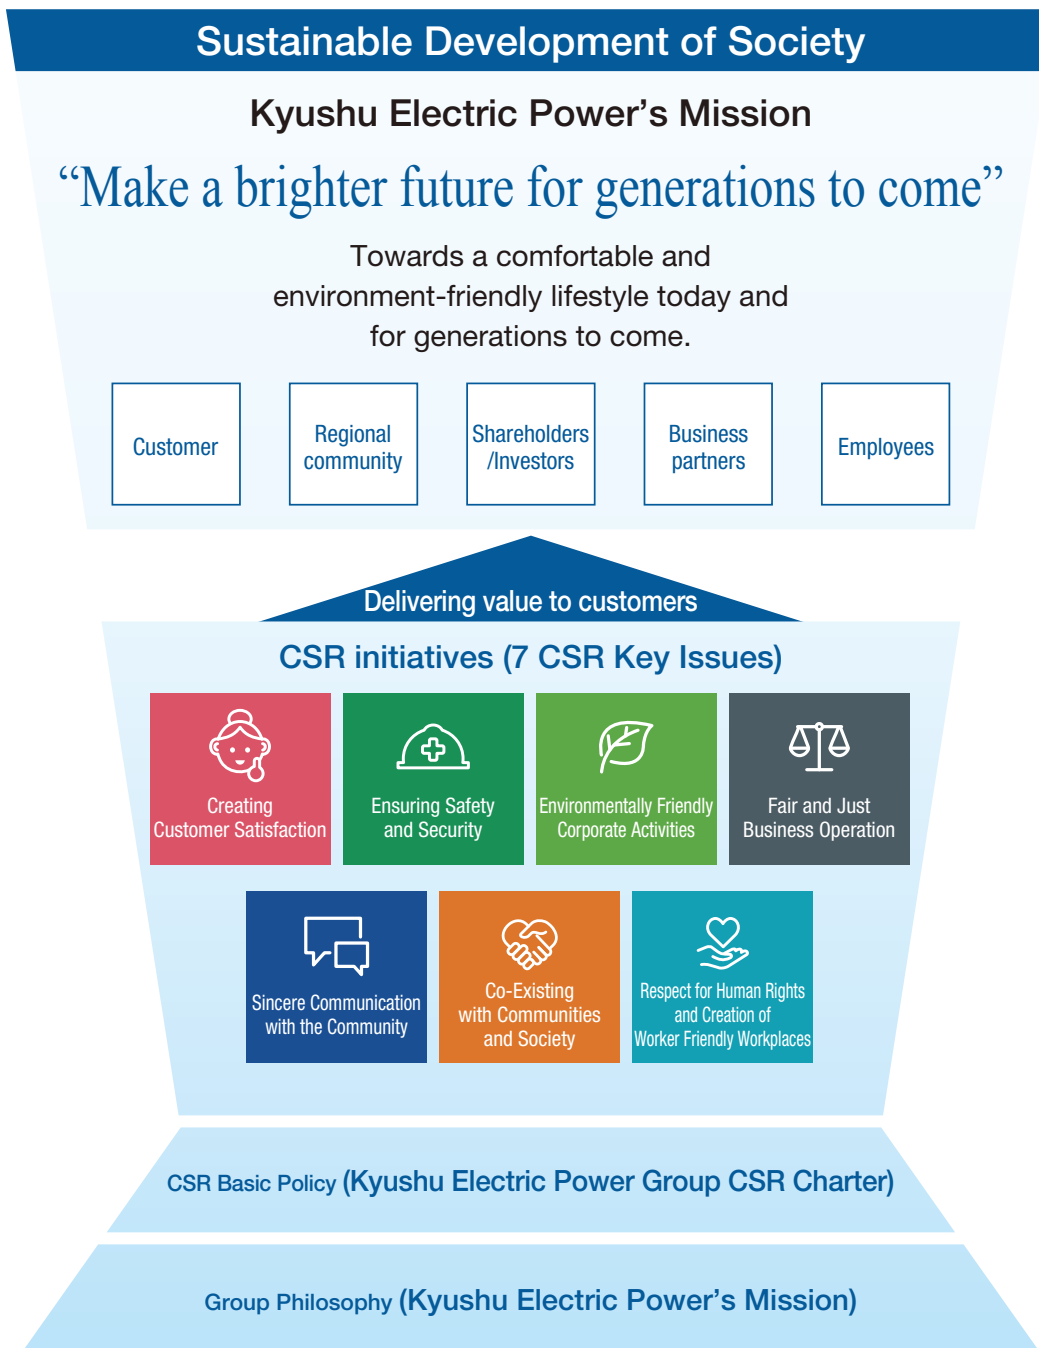 Sustainable Development of Society
Kyushu Electric Power’s Mission
“Make a brighter future for generations to come”
Towards a comfortable and
environment-friendly lifestyle today and
for generations to come.
Customer
Regional
community
Shareholders
/Investors
Business
partners
Employees
Delivering value to customers
CSR initiatives (7 CSR Key Issues)
Creating
Customer Satisfaction
Ensuring Safety
and Security
Environmentally Friendly
Corporate Activities
Fair and Just
Business Operation
Sincere Communication
with the Community
Co-Existing
with Communities
and Society
Respect for Human Rights
and Creation of
Worker Friendly Workplaces
CSR Basic Policy (Kyushu Electric Power Group CSR Charter)
Group Philosophy (Kyushu Electric Power’s Mission)